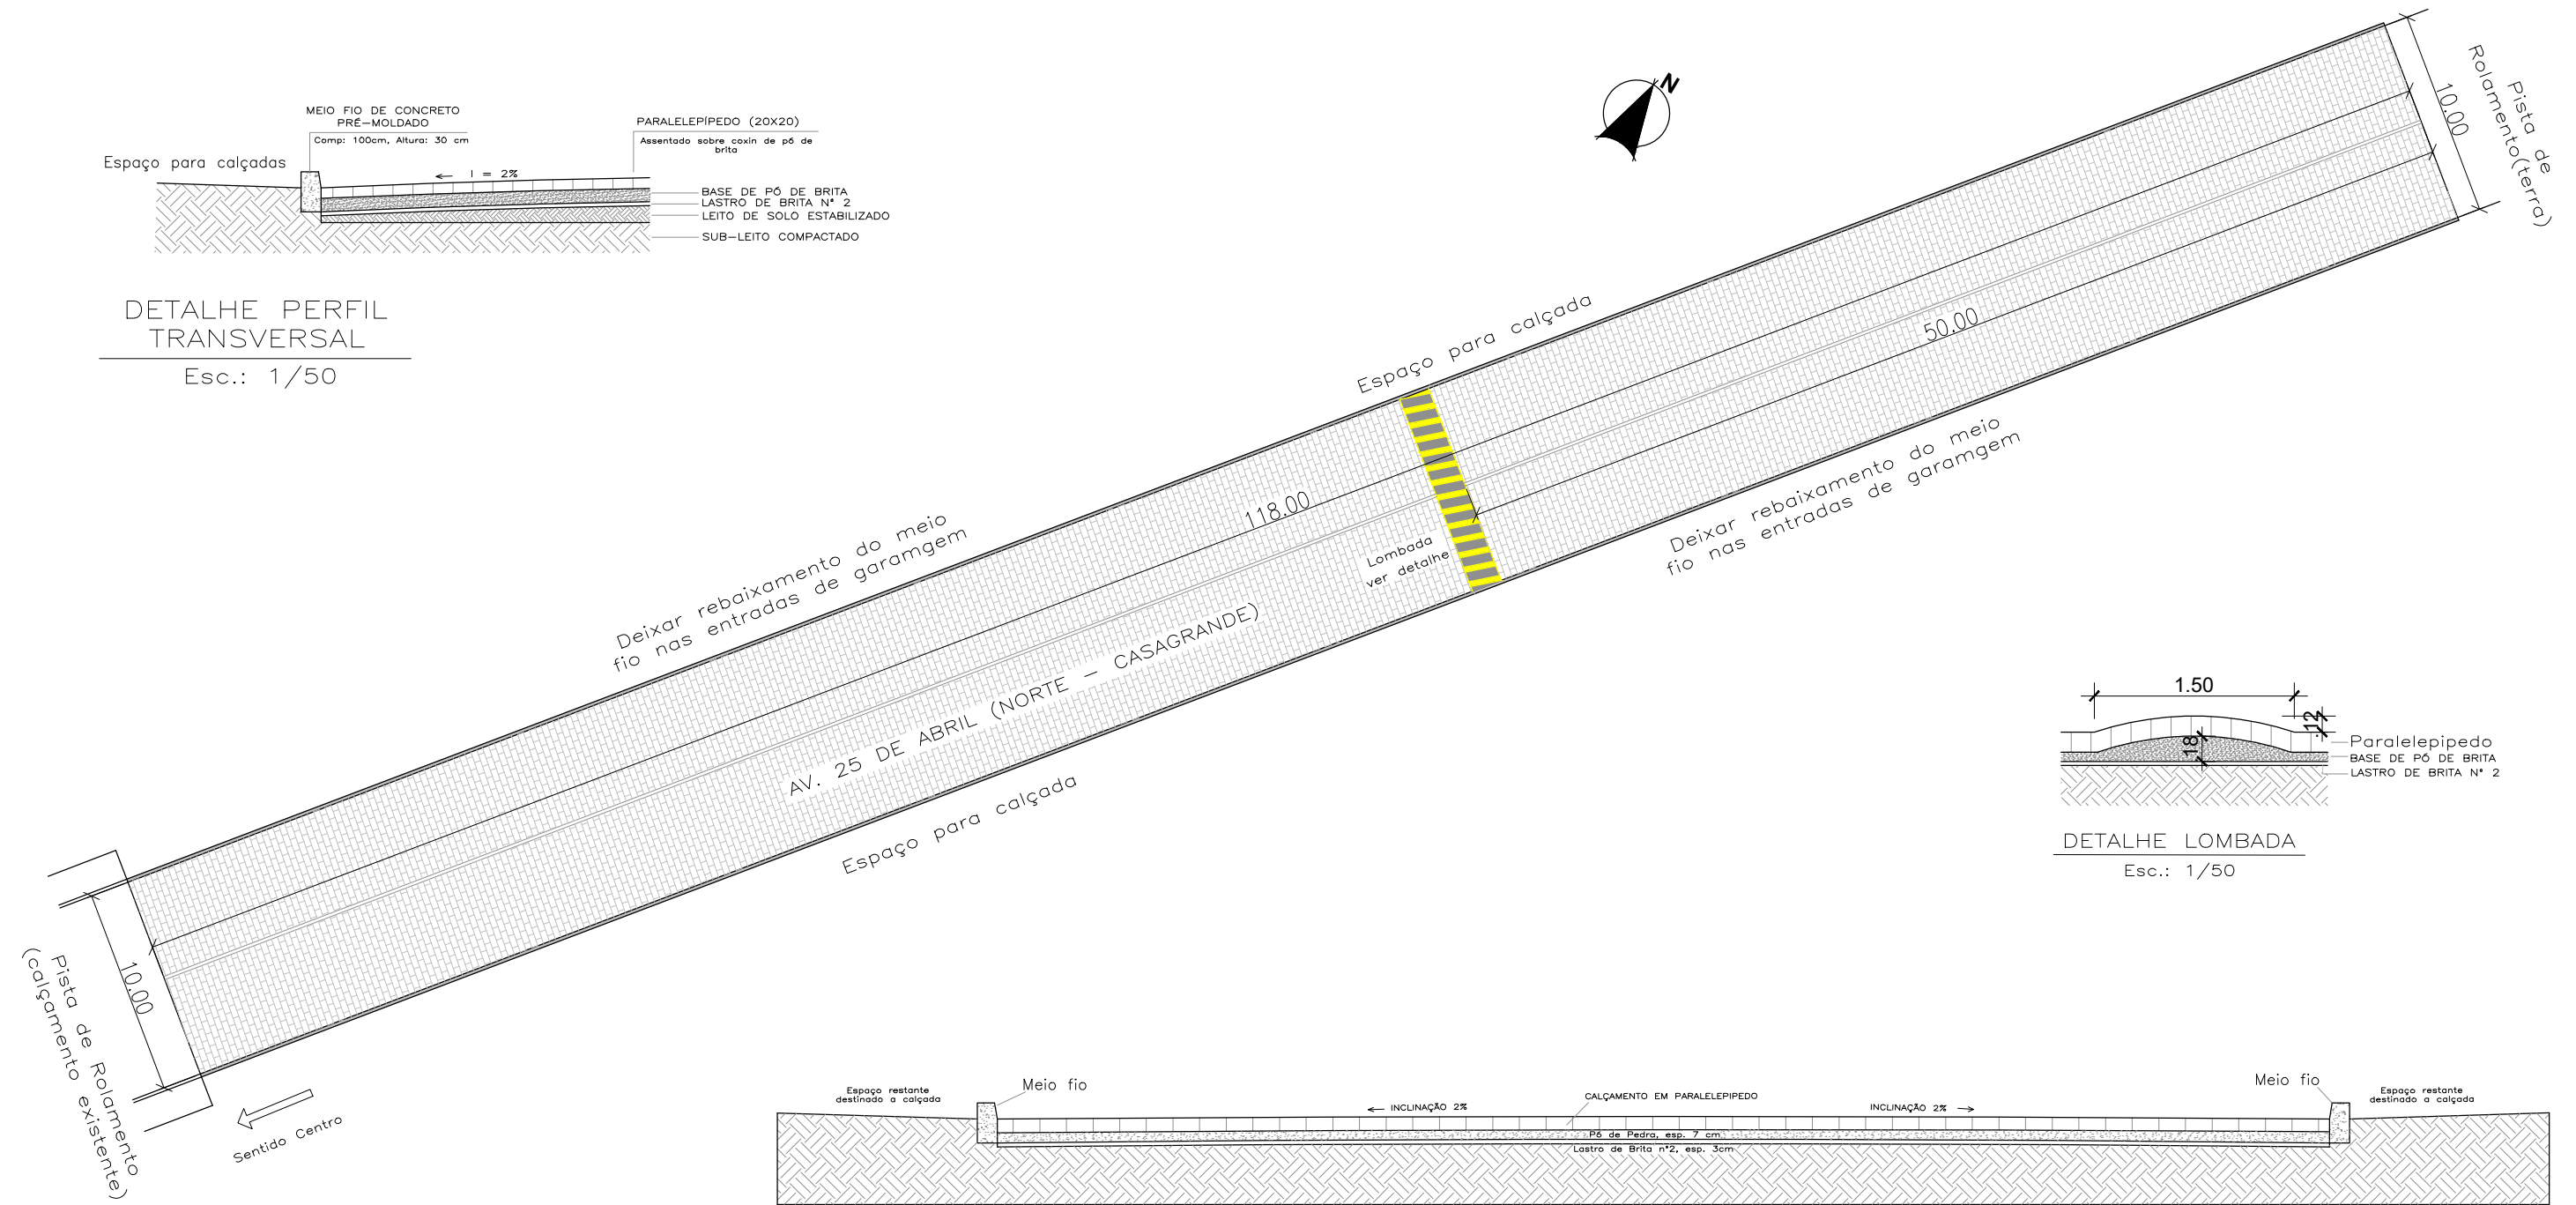 MEIO FIO DE CONCRETO
PRÉ-MOLDADO
Comp: 100cm, Altura: 30 cm
PARALELEPÍPEDO (20X20)
Assentado sobre coxin de pó de
brita
Espaço para calçadas
I = 2%
BASE DE PÓ DE BRITA
LASTRO DE BRITA N° 2
LEITO DE SOLO ESTABILIZADO
SUB-LEITO COMPACTADO
DETALHE PERFIL
TRANSVERSAL
Esc.: 1/50
N
Pista de
Rolamento(terra)
10.00
50.00
Espaço para calçada
118.00
Deixar rebaixamento do meio
fio nas entradas de garamgem
Deixar rebaixamento do meio
fio nas entradas de garamgem
Lombada
ver detalhe
AV. 25 DE ABRIL (NORTE - CASAGRANDE)
Espaço para calçada
10.00
Pista de Rolamento
(calçamento existente)
Sentido Centro
1.50
.12
18
Paralelepipedo
BASE DE PÓ DE BRITA
LASTRO DE BRITA N° 2
DETALHE LOMBADA
Esc.: 1/50
Espaço restante
destinado a calçada
Meio fio
INCLINAÇÃO 2%
CALÇAMENTO EM PARALELEPIPEDO
INCLINAÇÃO 2%
Meio fio
Espaço restante
destinado a calçada
Pó de Pedra, esp. 7 cm
Lastro de Brita n°2, esp. 3cm